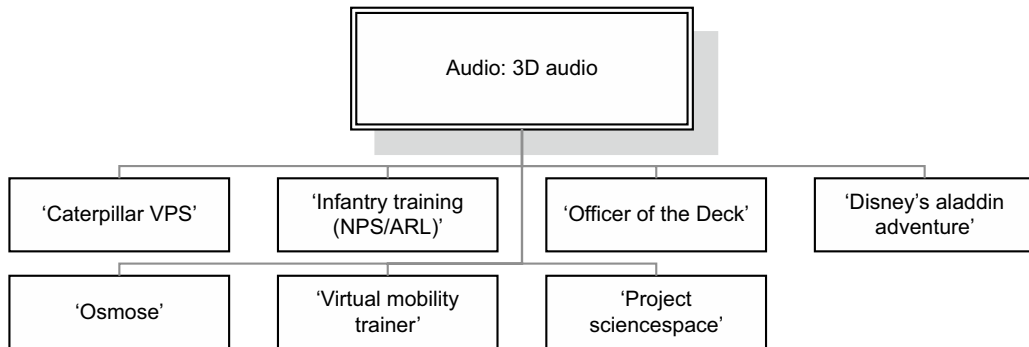 Audio: 3D audio
‘Caterpillar VPS’
‘Infantry training
(NPS/ARL)’
‘Officer of the Deck’
‘Disney’s aladdin
adventure’
‘Osmose’
‘Virtual mobility
trainer’
‘Project
sciencespace’